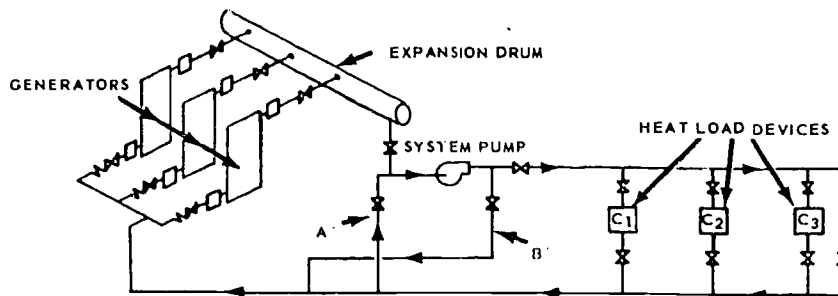 EXPANSION DRUM
GENERATORS
SYSTEM PUMP
HEAT LOAD DEVICES
A
B
C1
C2
C3